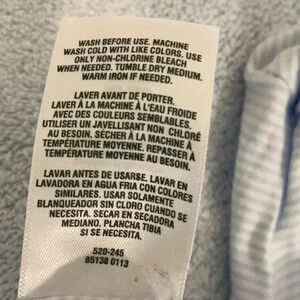 WASH BEFORE USE. MACHINE
WASH COLD WITH LIKE COLORS. USE
ONLY NON-CHLORINE BLEACH
WHEN NEEDED. TUMBLE DRY MEDIUM.
WARM IRON IF NEEDED.
LAVER AVANT DE PORTER.
LAVER À LA MACHINE À L'EAU FROIDE
AVEC DES COULEURS SEMBLABLES.
UTILISER UN JAVELLISANT NON CHLORÉ
AU BESOIN. SÉCHER À LA MACHINE À
TEMPÉRATURE MOYENNE. REPASSER À
TEMPÉRATURE MOYENNE AU BESOIN.
LAVAR ANTES DE USARSE. LAVAR EN
LAVADORA EN AGUA FRIA CON COLORES
SIMILARES. USAR SOLAMENTE
BLANQUEADOR SIN CLORO CUANDO SE
NECESITA. SECAR EN SECADORA
MEDIANO. PLANCHA TIBIA
SI SE NECESITA.
520-245
85138 0113